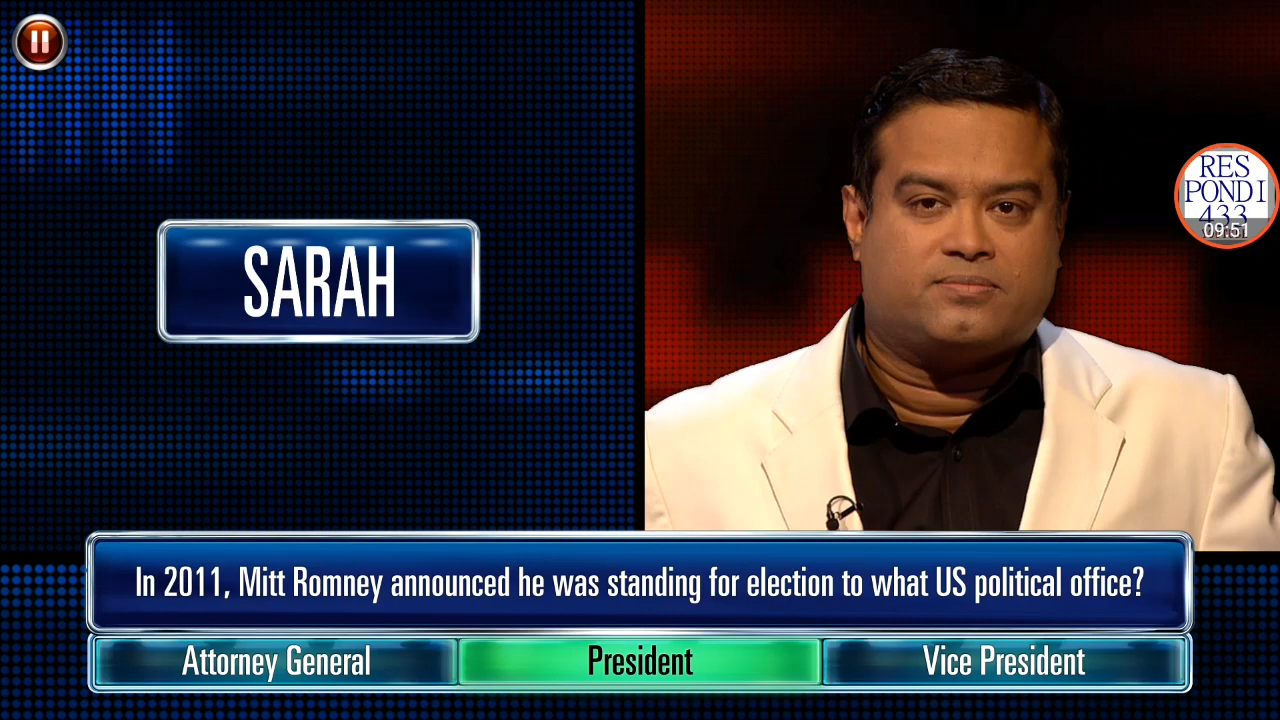 SARAH
RES
PONDI
433
09:51
In 2011, Mitt Romney announced he was standing for election to what US political office?
Attorney General
President
Vice President